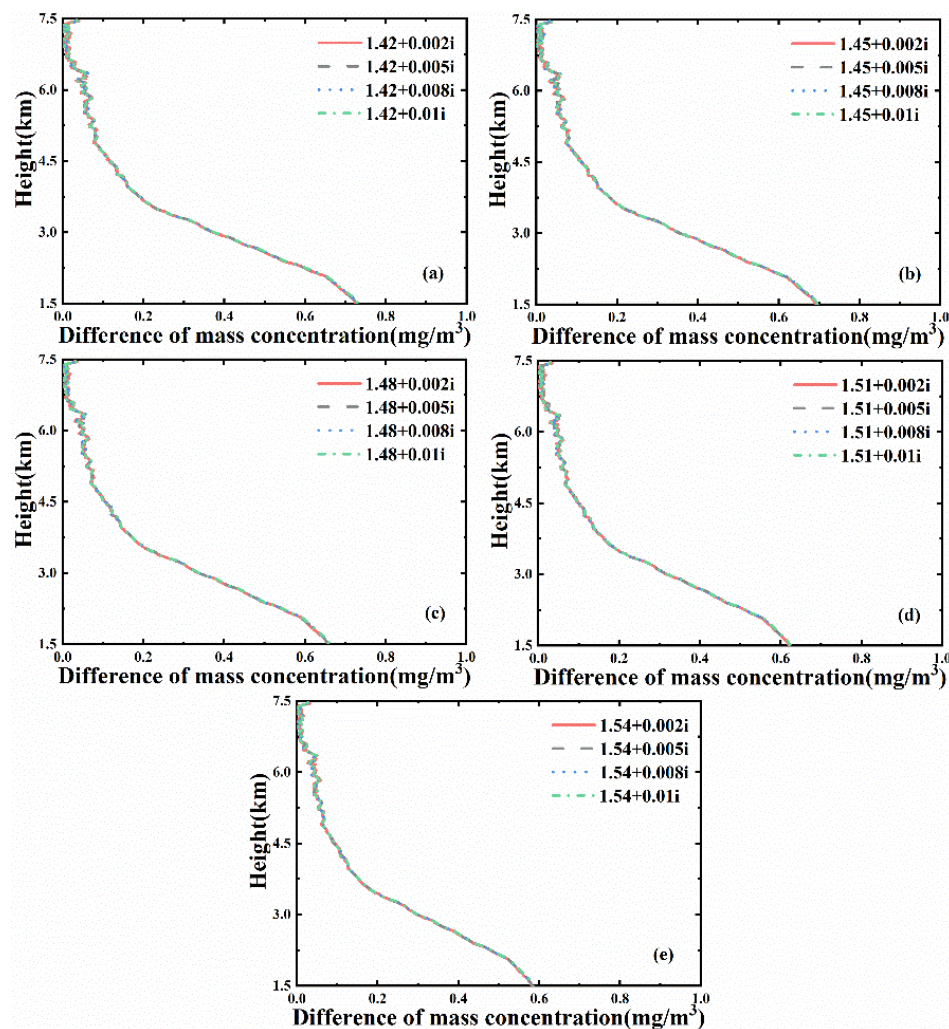 7.5
6.0
4.5
3.0
1.5
Height(km)
1.42+0.002i
1.42+0.005i
1.42+0.008i
1.42+0.01i
(a)
0.0 0.2 0.4 0.6 0.8 1.0
Difference of mass concentration(mg/m³)
7.5
6.0
4.5
3.0
1.5
Height(km)
1.45+0.002i
1.45+0.005i
1.45+0.008i
1.45+0.01i
(b)
0.0 0.2 0.4 0.6 0.8 1.0
Difference of mass concentration(mg/m³)
7.5
6.0
4.5
3.0
1.5
Height(km)
1.48+0.002i
1.48+0.005i
1.48+0.008i
1.48+0.01i
(c)
0.0 0.2 0.4 0.6 0.8 1.0
Difference of mass concentration(mg/m³)
7.5
6.0
4.5
3.0
1.5
Height(km)
1.51+0.002i
1.51+0.005i
1.51+0.008i
1.51+0.01i
(d)
0.0 0.2 0.4 0.6 0.8 1.0
Difference of mass concentration(mg/m³)
7.5
6.0
4.5
3.0
1.5
Height(km)
1.54+0.002i
1.54+0.005i
1.54+0.008i
1.54+0.01i
(e)
0.0 0.2 0.4 0.6 0.8 1.0
Difference of mass concentration(mg/m³)